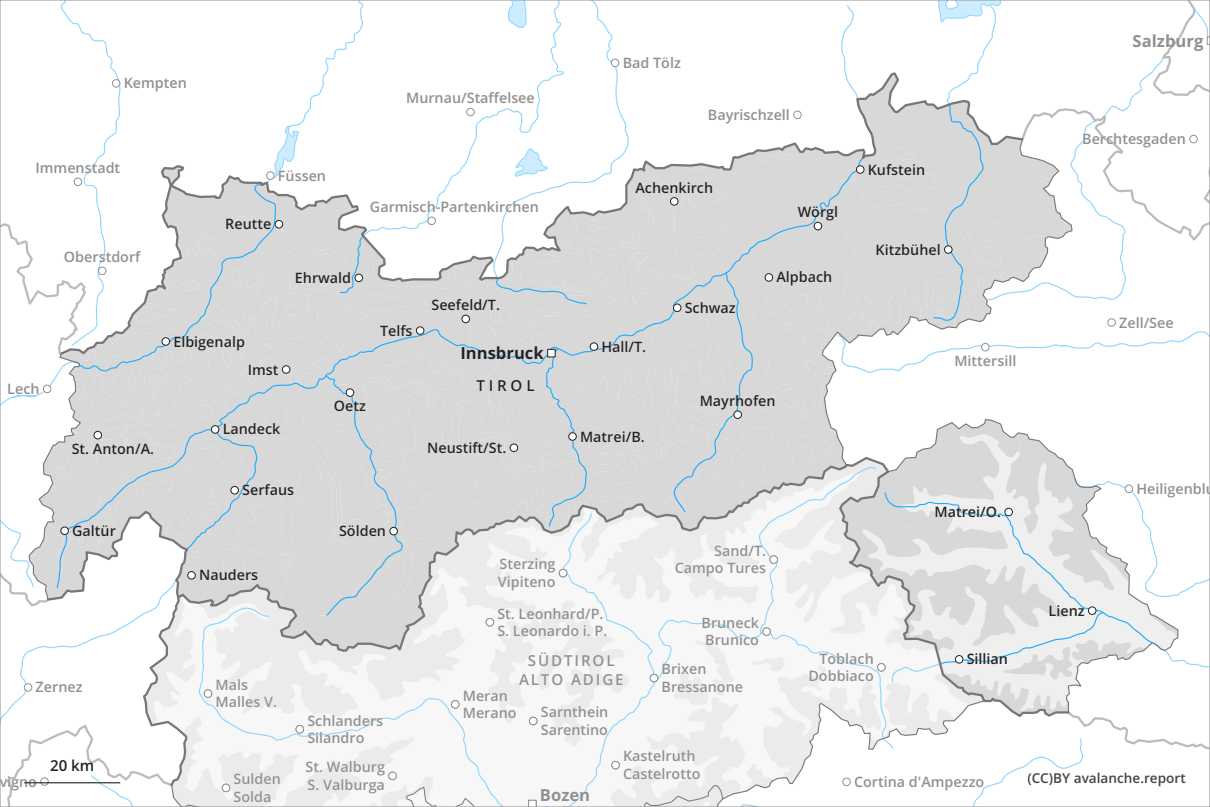 Salzburg
Bad Tölz
Kempten
Murnau/Staffelsee
Bayrischzell
Berchtesgaden
Immenstadt
Füssen
Kufstein
Achenkirch
Garmisch-Partenkirchen
Wörgl
Reutte
Kitzbühel
Oberstdorf
Ehrwald
Alpbach
Seefeld/T.
Schwaz
Zell/See
Telfs
Elbigenalp
Innsbruck
Hall/T.
Mittersill
Imst
TIROL
Lech
Oetz
Mayrhofen
Landeck
Matrei/B.
St. Anton/A.
Neustift/St.
Serfaus
Heiligenblu
Matrei/O.
Galtür
Sölden
Sand/T.
Campo Tures
Sterzing
Vipiteno
Nauders
Lienz
St. Leonhard/P.
S. Leonardo i. P.
Bruneck
Brunico
SÜDTIROL
ALTO ADIGE
Toblach
Dobbiaco
Sillian
Brixen
Bressanone
Zernez
Mals
Malles V.
Meran
Merano
Sarnthein
Sarentino
Schlanders
Silandro
Kastelruth
Castelrotto
St. Walburg
S. Valburga
20 km
vigno
Sulden
Solda
Cortina d'Ampezzo
(CC)BY avalanche.report
Bozen